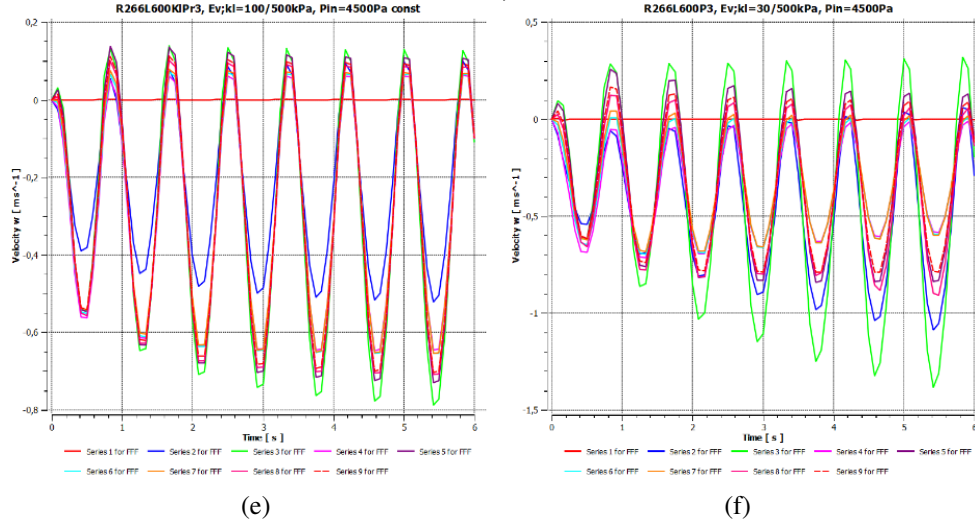 R266L600KlPr3, Ev;kl=100/500kPa, Pin=4500Pa const
0,2
0
-0,2
-0,4
-0,6
-0,8
Velocity w [ ms^-1 ]
0 1 2 3 4 5 6
Time [ s ]
Series 1 for FFF Series 2 for FFF Series 3 for FFF Series 4 for FFF Series 5 for FFF
Series 6 for FFF Series 7 for FFF Series 8 for FFF Series 9 for FFF
(e)
R266L600P3, Ev;kl=30/500kPa, Pin=4500Pa
0,5
0
-0,5
-1
-1,5
Velocity w [ ms^-1 ]
0 1 2 3 4 5 6
Time [ s ]
Series 1 for FFF Series 2 for FFF Series 3 for FFF Series 4 for FFF Series 5 for FFF
Series 6 for FFF Series 7 for FFF Series 8 for FFF Series 9 for FFF
(f)